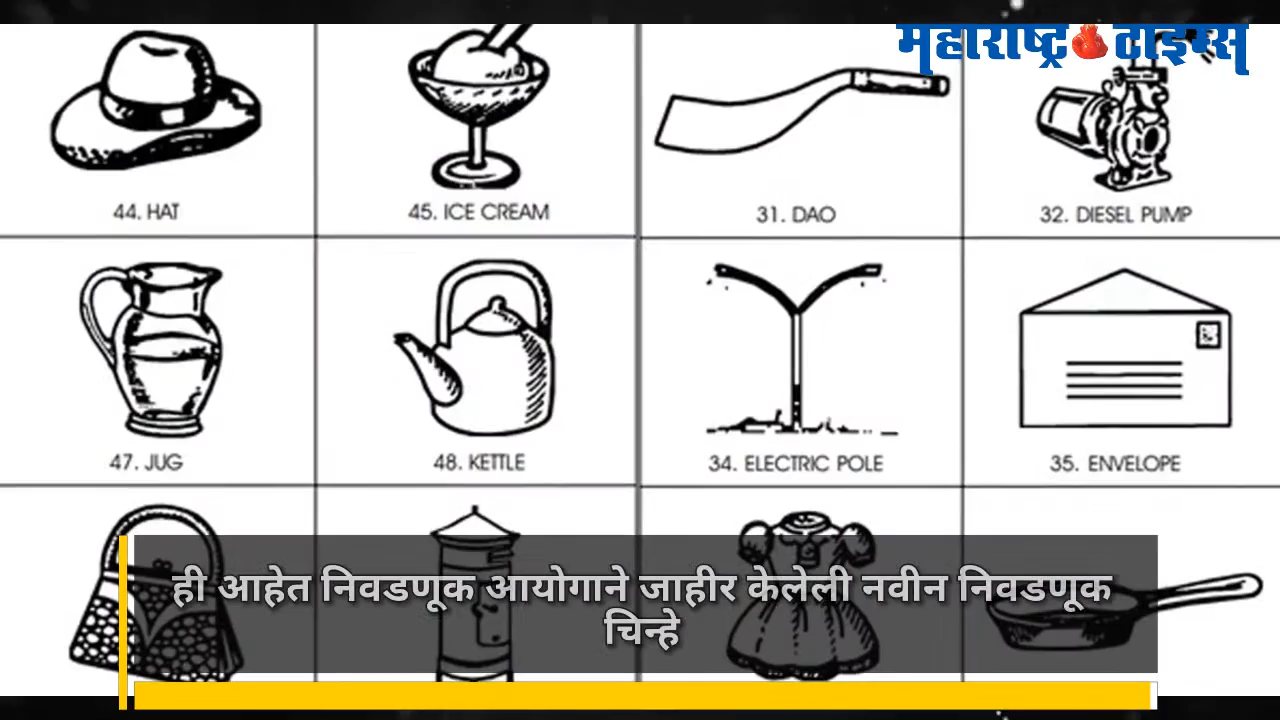 महाराष्ट्र टाइम्स
44. HAT
45. ICE CREAM
31. DAO
32. DIESEL PUMP
47. JUG
48. KETTLE
34. ELECTRIC POLE
35. ENVELOPE
ही आहेत निवडणूक आयोगाने जाहीर केलेली नवीन निवडणूक
चिन्हे